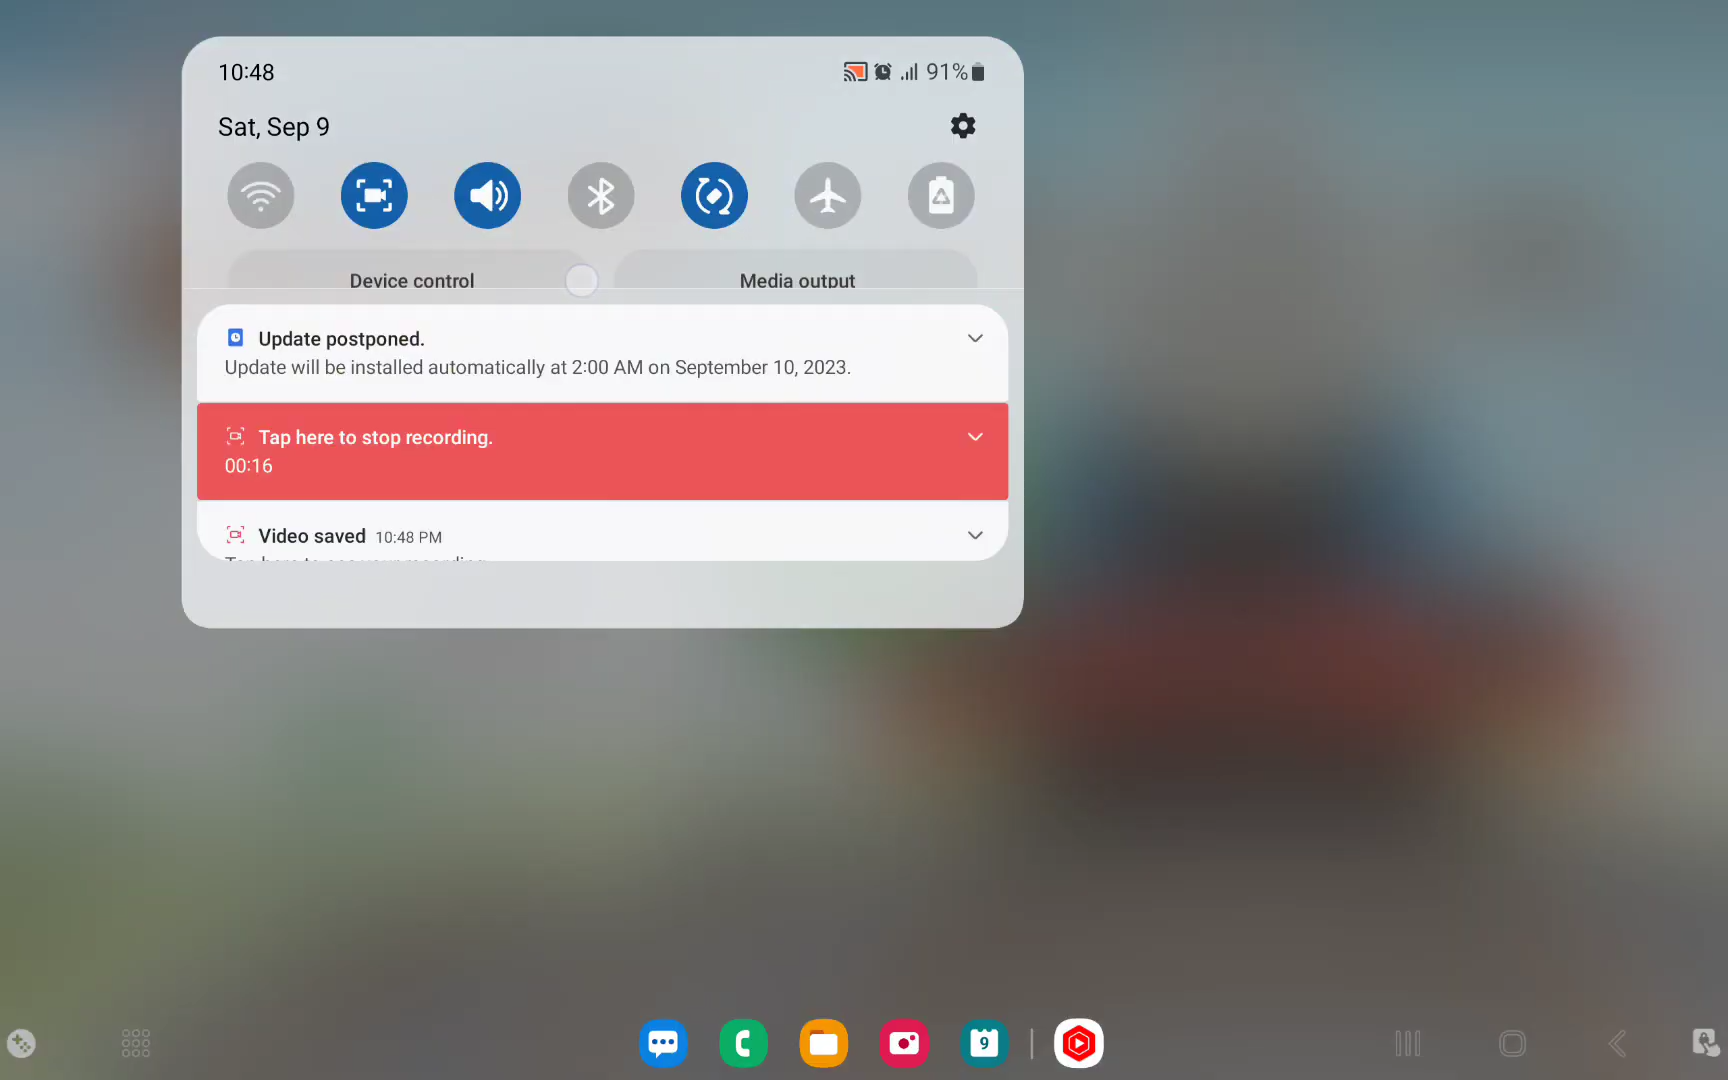 10:48
91%
Sat, Sep 9
Device control
Media output
Update postponed.
Update will be installed automatically at 2:00 AM on September 10, 2023.
Tap here to stop recording.
00:16
Video saved 10:48 PM
9